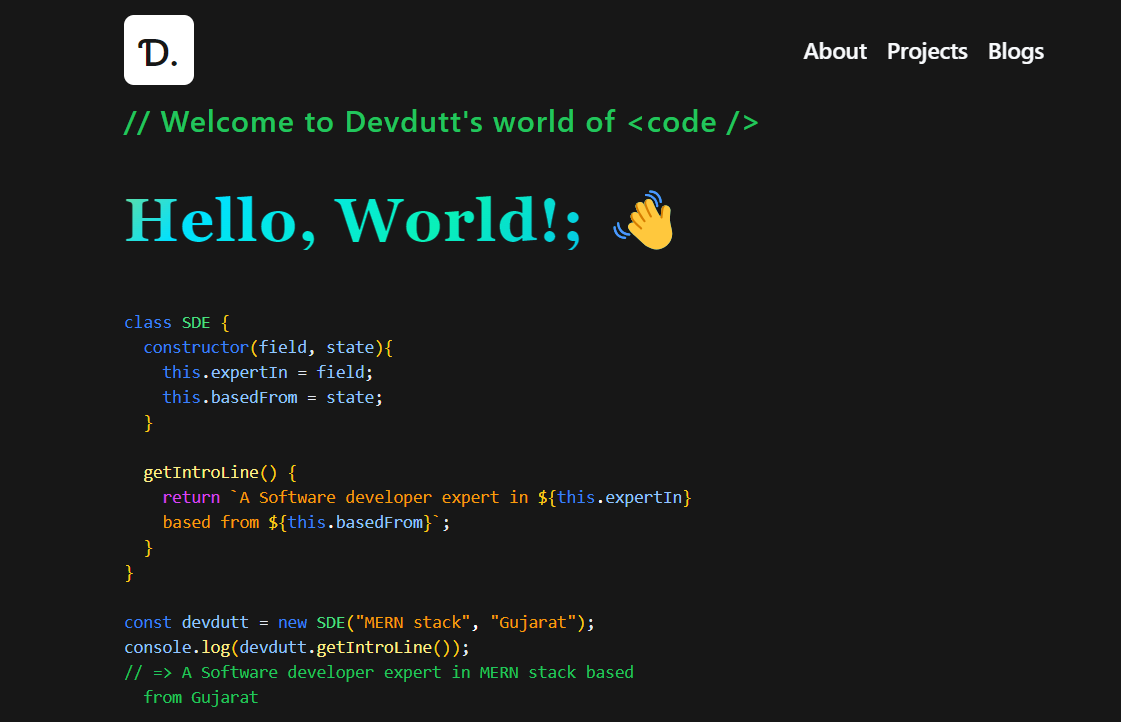 D.
About Projects Blogs
// Welcome to Devdutt's world of <code />
Hello, World!; 👋
class SDE {
  constructor(field, state){
    this.expertIn = field;
    this.basedFrom = state;
  }

  getIntroLine() {
    return `A Software developer expert in ${this.expertIn}
    based from ${this.basedFrom}`;
  }
}

const devdutt = new SDE("MERN stack", "Gujarat");
console.log(devdutt.getIntroLine());
// => A Software developer expert in MERN stack based
  from Gujarat